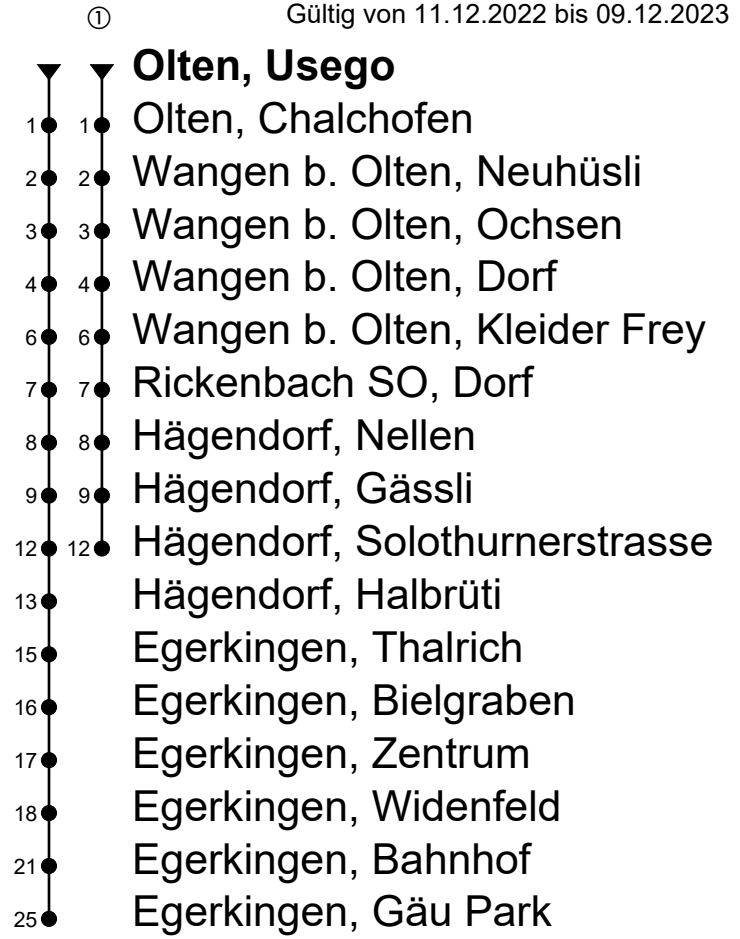 ① Gültig von 11.12.2022 bis 09.12.2023
Olten, Usego
1 1 Olten, Chalchofen
2 2 Wangen b. Olten, Neuhüsli
3 3 Wangen b. Olten, Ochsen
4 4 Wangen b. Olten, Dorf
6 6 Wangen b. Olten, Kleider Frey
7 7 Rickenbach SO, Dorf
8 8 Hägendorf, Nellen
9 9 Hägendorf, Gässli
12 12 Hägendorf, Solothurnerstrasse
13 Hägendorf, Halbrüti
15 Egerkingen, Thalrich
16 Egerkingen, Bielgraben
17 Egerkingen, Zentrum
18 Egerkingen, Widenfeld
21 Egerkingen, Bahnhof
25 Egerkingen, Gäu Park